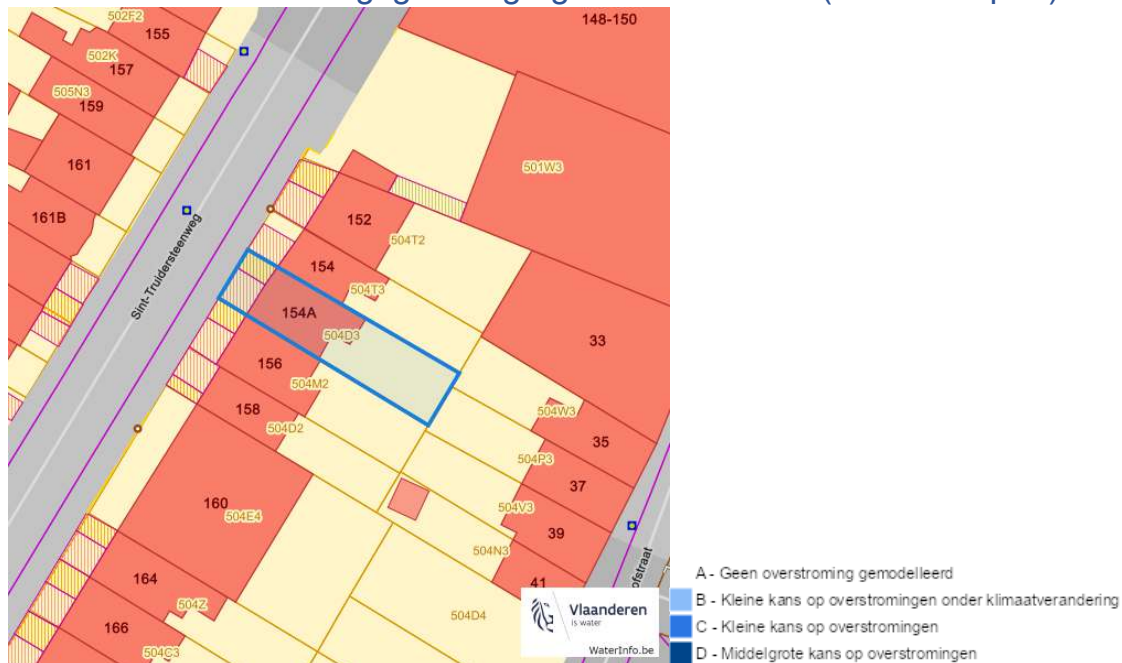 148-150
502F2
155
502K
157
505N3
159
161
501W3
161B
152
504T2
Sint-Truidersteenweg
154
504T3
154A
504D3
33
156
504M2
158
504D2
504W3
35
504P3
37
160
504E4
504V3
39
504N3
41
ofstraat
164
504Z
504D4
166
504C3
Vlaanderen
is water
WaterInfo.be
A - Geen overstroming gemodelleerd
B - Kleine kans op overstromingen onder klimaatverandering
C - Kleine kans op overstromingen
D - Middelgrote kans op overstromingen